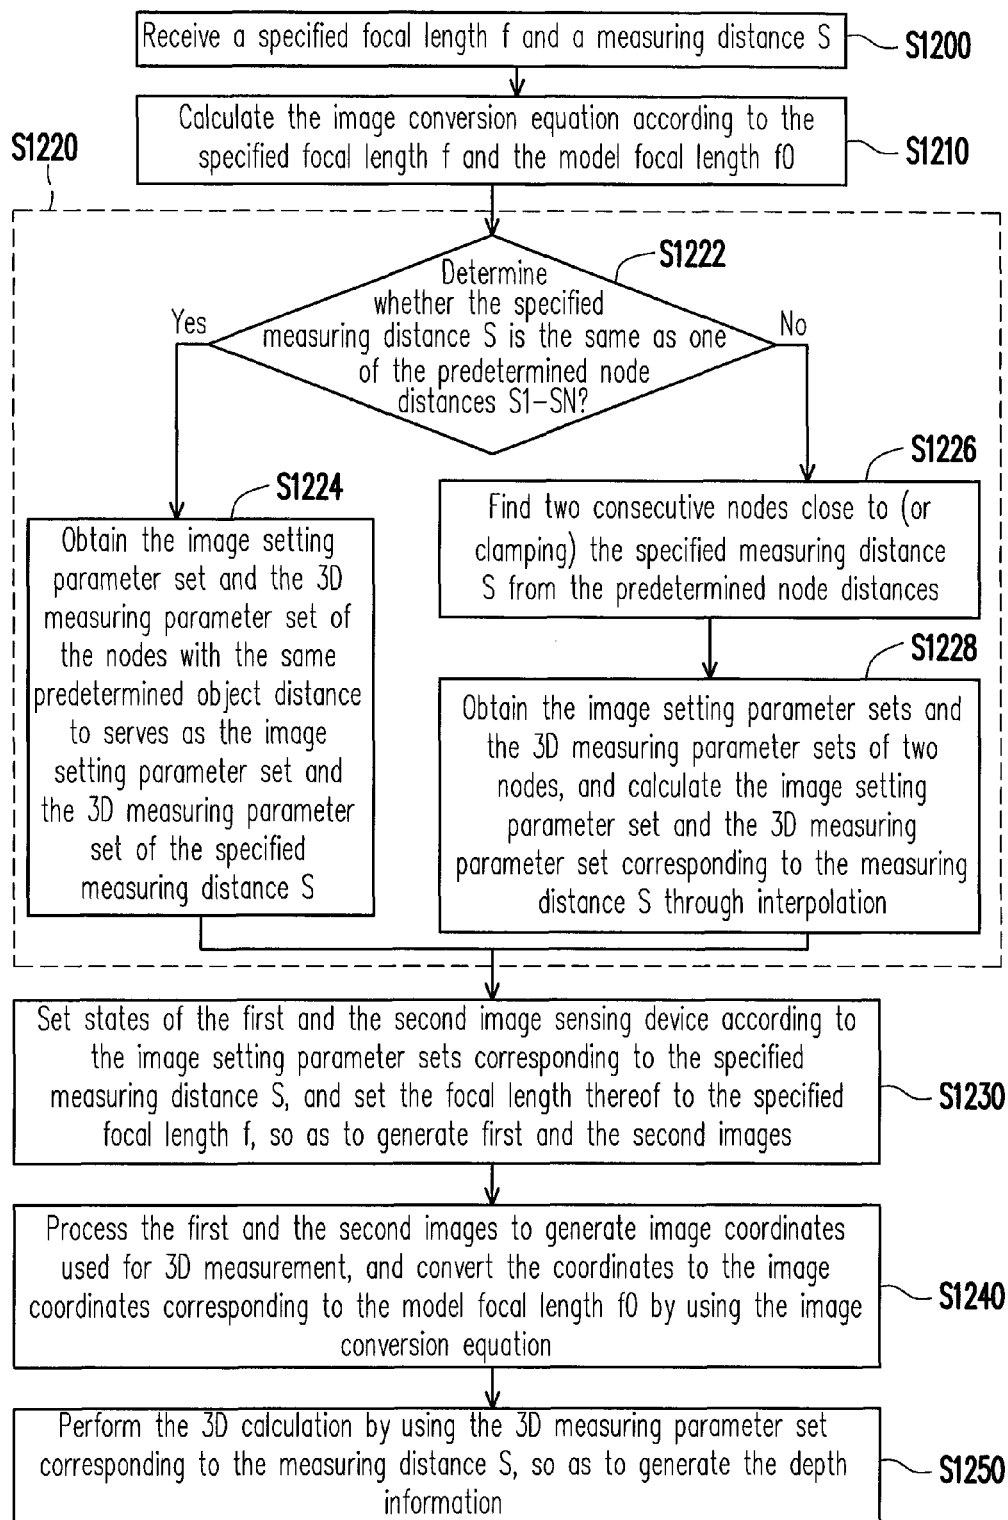 Receive a specified focal length f and a measuring distance S
S1200
Calculate the image conversion equation according to the
specified focal length f and the model focal length f0
S1210
S1220
S1222
Determine
whether the specified
measuring distance S is the same as one
of the predetermined node
distances S1-SN?
Yes
No
S1224
Obtain the image setting
parameter set and the 3D
measuring parameter set of
the nodes with the same
predetermined object distance
to serves as the image
setting parameter set and
the 3D measuring parameter
set of the specified
measuring distance S
S1226
Find two consecutive nodes close to (or
clamping) the specified measuring distance
S from the predetermined node distances
S1228
Obtain the image setting parameter sets and
the 3D measuring parameter sets of two
nodes, and calculate the image setting
parameter set and the 3D measuring
parameter set corresponding to the measuring
distance S through interpolation
Set states of the first and the second image sensing device according to
the image setting parameter sets corresponding to the specified
measuring distance S, and set the focal length thereof to the specified
focal length f, so as to generate first and the second images
S1230
Process the first and the second images to generate image coordinates
used for 3D measurement, and convert the coordinates to the image
coordinates corresponding to the model focal length f0 by using the image
conversion equation
S1240
Perform the 3D calculation by using the 3D measuring parameter set
corresponding to the measuring distance S, so as to generate the depth
information
S1250